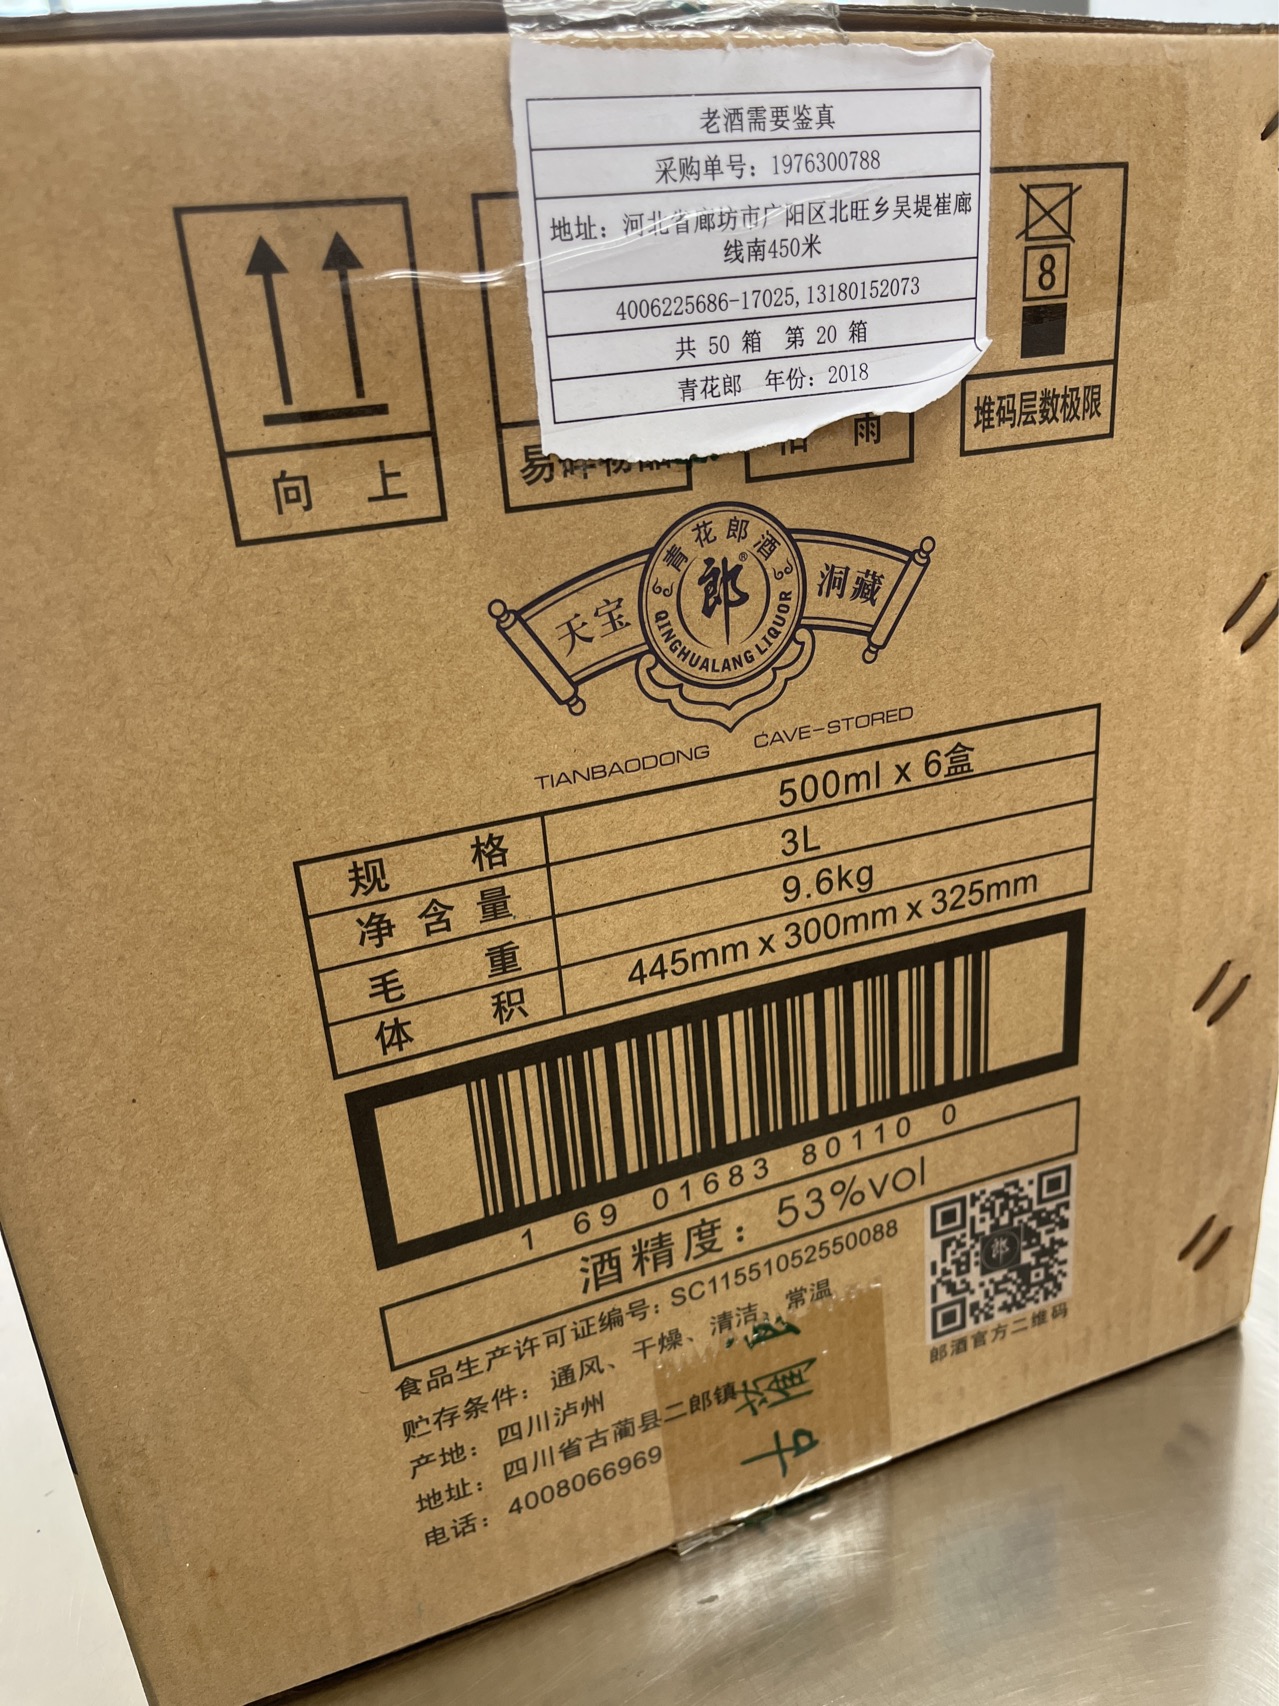 老酒需要鉴真
采购单号：1976300788
地址：河北省廊坊市广阳区北旺乡吴堤崔廊
线南450米
4006225686-17025,13180152073
共 50 箱 第 20 箱
青花郎 年份：2018
向 上
易碎物品
雨
8
堆码层数极限
青花郎酒
郎®
天宝
洞藏
QINGHUALANG LIQUOR
TIANBAODONG CAVE-STORED
规 格 500ml x 6盒
净含量 3L
毛 重 9.6kg
体 积 445mm x 300mm x 325mm
1 69 01683 80110 0
酒精度：53%vol
食品生产许可证编号：SC11551052550088
贮存条件：通风、干燥、清洁、常温
产地：四川泸州
地址：四川省古蔺县二郎镇
电话：4008066969
郎
郎酒官方二维码